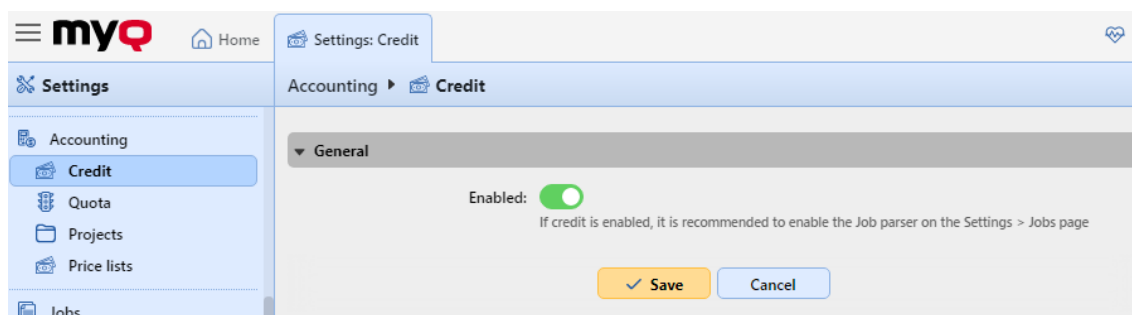 myQ
Home
Settings: Credit
Settings
Accounting Credit
Accounting
Credit
Quota
Projects
Price lists
Jobs
General
Enabled:
If credit is enabled, it is recommended to enable the Job parser on the Settings > Jobs page
Save
Cancel